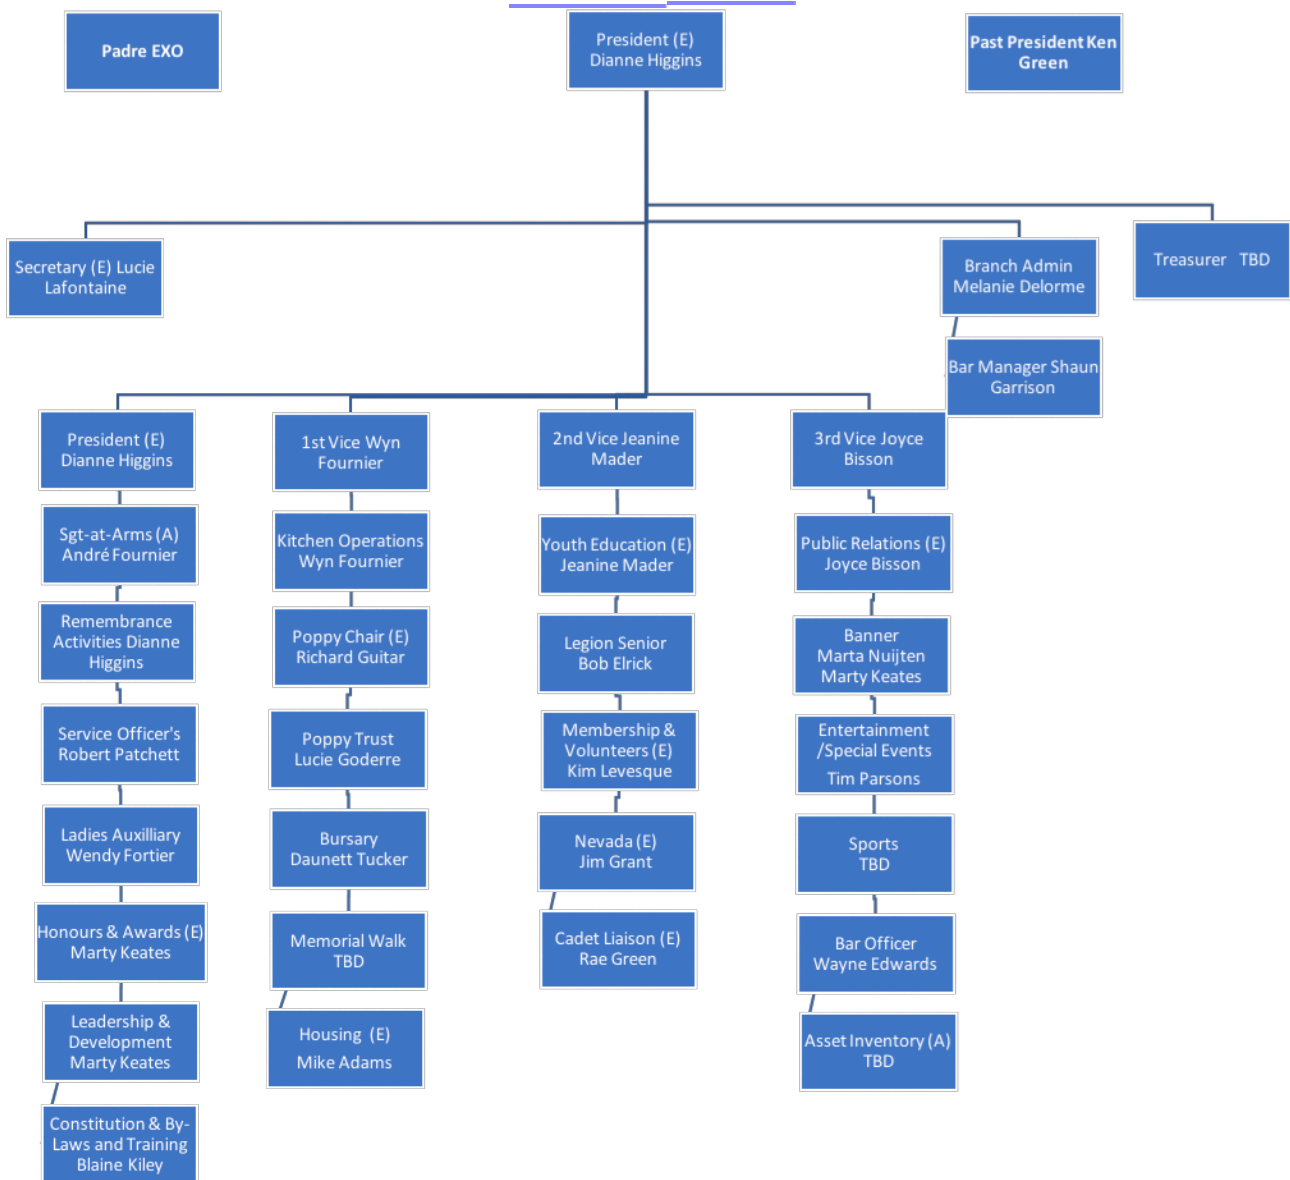 Padre EXO
President (E)
Dianne Higgins
Past President Ken
Green
Secretary (E) Lucie
Lafontaine
Branch Admin
Melanie Delorme
Treasurer TBD
Bar Manager Shaun
Garrison
President (E)
Dianne Higgins
Sgt-at-Arms (A)
André Fournier
Remembrance
Activities Dianne
Higgins
Service Officer's
Robert Patchett
Ladies Auxilliary
Wendy Fortier
Honours & Awards (E)
Marty Keates
Leadership &
Development
Marty Keates
Constitution & By-
Laws and Training
Blaine Kiley
1st Vice Wyn
Fournier
Kitchen Operations
Wyn Fournier
Poppy Chair (E)
Richard Guitar
Poppy Trust
Lucie Goderre
Bursary
Daunett Tucker
Memorial Walk
TBD
Housing (E)
Mike Adams
2nd Vice Jeanine
Mader
Youth Education (E)
Jeanine Mader
Legion Senior
Bob Elrick
Membership &
Volunteers (E)
Kim Levesque
Nevada (E)
Jim Grant
Cadet Liaison (E)
Rae Green
3rd Vice Joyce
Bisson
Public Relations (E)
Joyce Bisson
Banner
Marta Nuijten
Marty Keates
Entertainment
/Special Events
Tim Parsons
Sports
TBD
Bar Officer
Wayne Edwards
Asset Inventory (A)
TBD